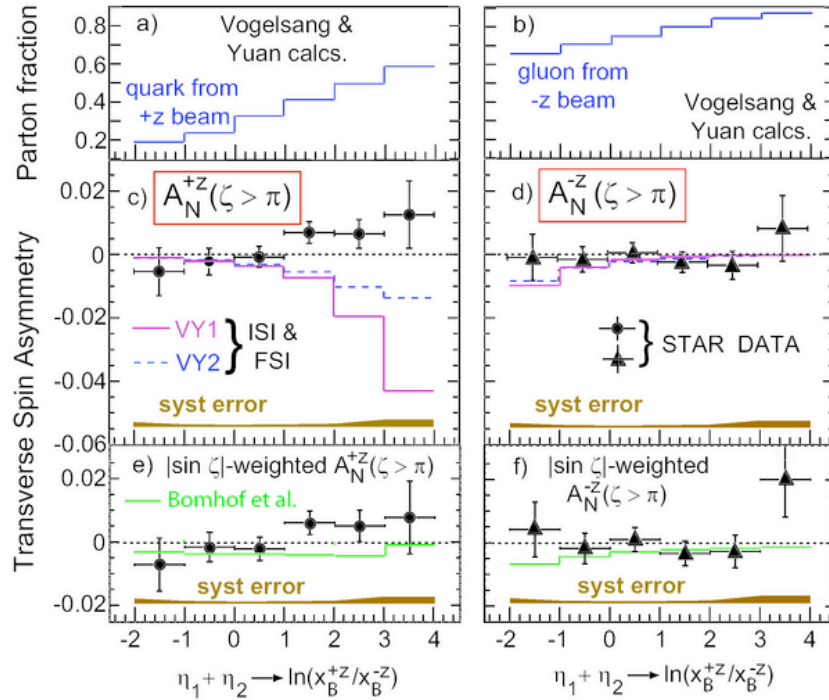 a)
Vogelsang &
Yuan calcs.
quark from
+z beam
b)
gluon from
-z beam
Vogelsang &
Yuan calcs.
Parton fraction
0.8
0.6
0.4
0.2
c)
A_N^{+z}(ζ > π)
d)
A_N^{-z}(ζ > π)
Transverse Spin Asymmetry
0.02
0
-0.02
-0.04
-0.06
VY1
VY2
} ISI &
FSI
} STAR DATA
syst error
syst error
e) |sin ζ|-weighted A_N^{+z}(ζ > π)
Bomhof et al.
f) |sin ζ|-weighted
A_N^{-z}(ζ > π)
0.02
0
-0.02
syst error
syst error
-2 -1 0 1 2 3 4
-2 -1 0 1 2 3 4
η₁ + η₂ → ln(x_B^{+z}/x_B^{-z})
η₁ + η₂ → ln(x_B^{+z}/x_B^{-z})